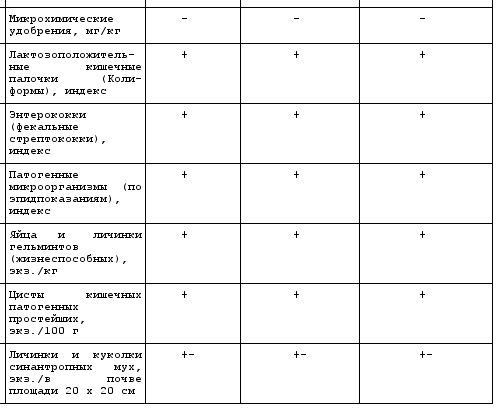 Микрохимические - - -
удобрения, мг/кг
Лактозоположитель- + + +
ные кишечные
палочки (Коли-
формы), индекс
Энтерококки + + +
(фекальные
стрептококки),
индекс
Патогенные + + +
микроорганизмы (по
эпидпоказаниям),
индекс
Яйца и личинки + + +
гельминтов
(жизнеспособных),
экз./кг
Цисты кишечных + + +
патогенных
простейших,
экз./100 г
Личинки и куколки +- +- +-
синантропных мух,
экз./в почве
площади 20 x 20 см